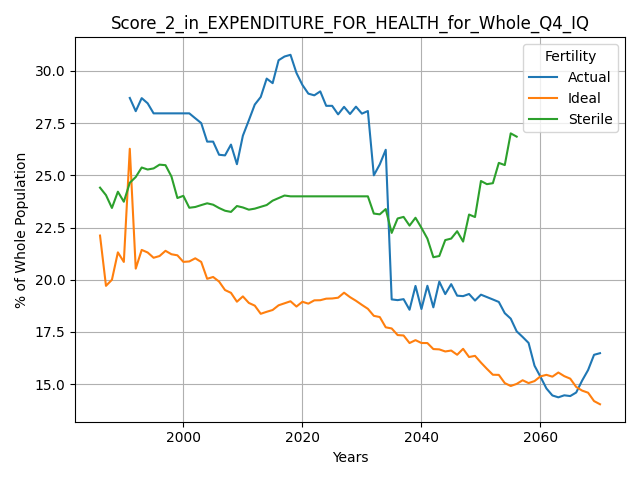 Score_2_in_EXPENDITURE_FOR_HEALTH_for_Whole_Q4_IQ
Fertility
Actual
Ideal
Sterile
% of Whole Population
30.0
27.5
25.0
22.5
20.0
17.5
15.0
2000
2020
2040
2060
Years